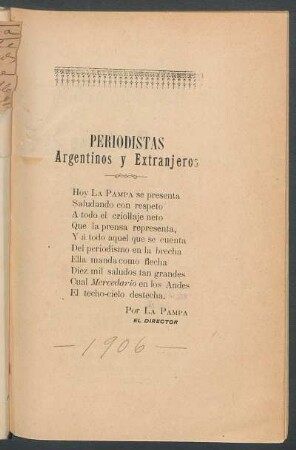 PERIODISTAS
Argentinos y Extranjeros
Hoy LA PAMPA se presenta
Saludando con respeto
A todo el criollaje neto
Que la prensa representa,
Y á todo aquel que se cuenta
Del periodismo en la brecha
Ella manda como flecha
Diez mil saludos tan grandes
Cual Mercedario en los Andes
El techo-cielo destecha.
Por LA PAMPA
EL DIRECTOR
-1906-